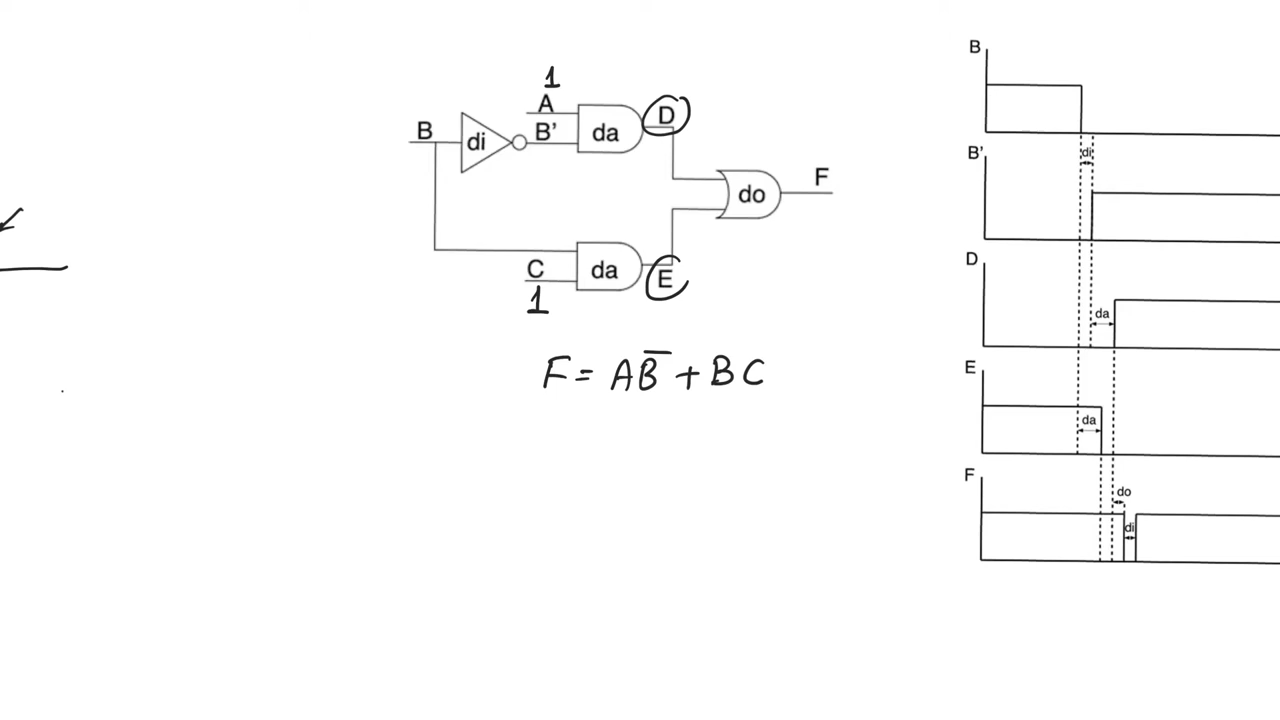 1
A
B
di
B'
da
D
do
F
da
C
E
1
F = AB̅ + BC
B
di
B'
D
da
E
da
F
do
di